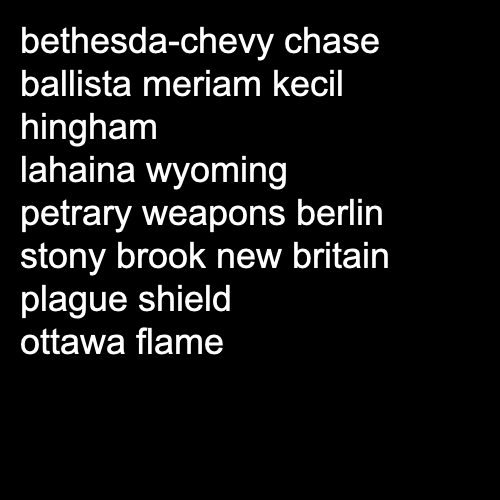 bethesda-chevy chase
ballista meriam kecil
hingham
lahaina wyoming
petrary weapons berlin
stony brook new britain
plague shield
ottawa flame